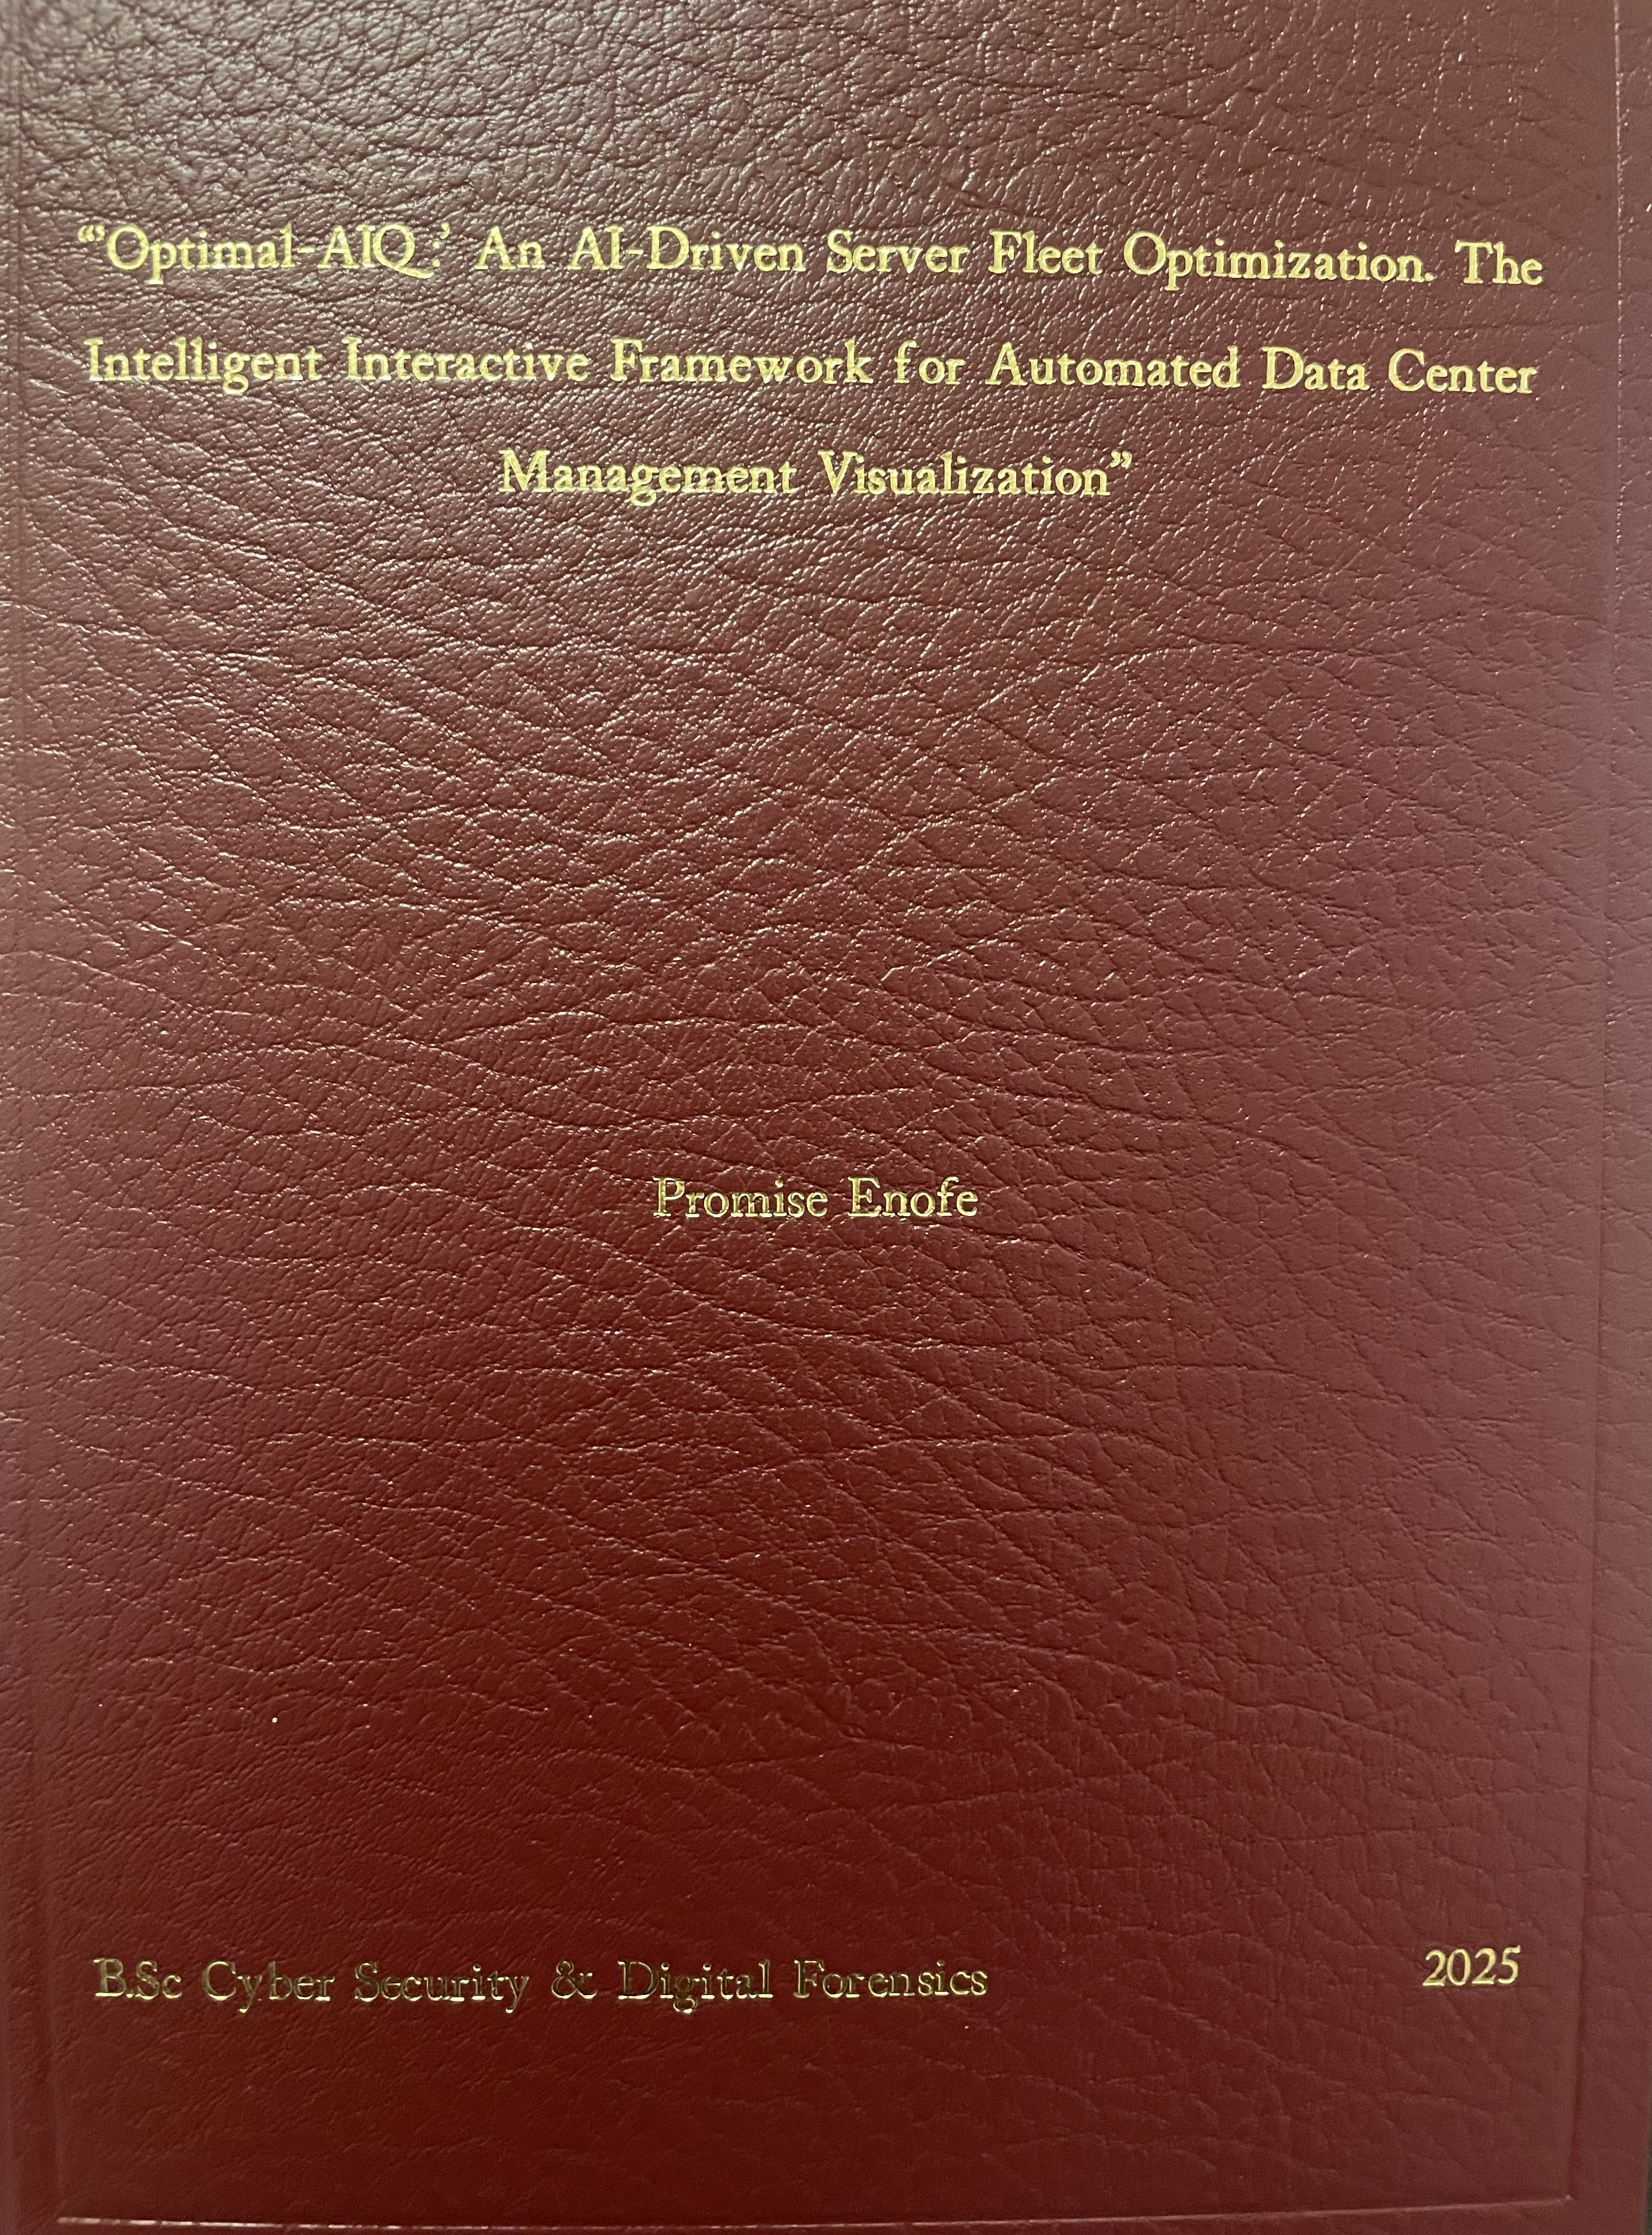 “‘Optimal-AIQ:’ An AI-Driven Server Fleet Optimization. The
Intelligent Interactive Framework for Automated Data Center
Management Visualization”
Promise Enofe
B.Sc Cyber Security & Digital Forensics
2025